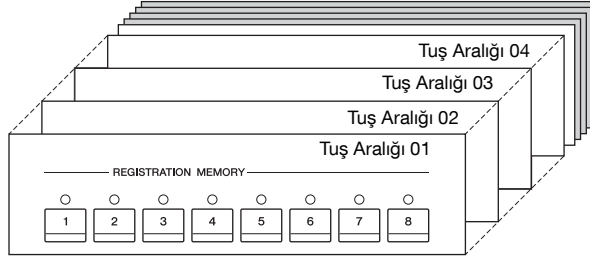 Tuş Aralığı 04
Tuş Aralığı 03
Tuş Aralığı 02
Tuş Aralığı 01
REGISTRATION MEMORY
1 2 3 4 5 6 7 8